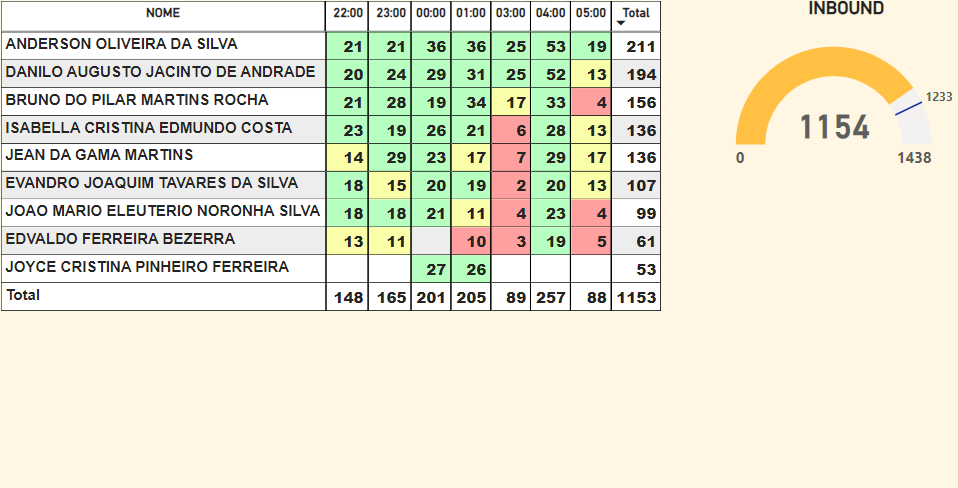 NOME 22:00 23:00 00:00 01:00 03:00 04:00 05:00 Total
ANDERSON OLIVEIRA DA SILVA 21 21 36 36 25 53 19 211
DANILO AUGUSTO JACINTO DE ANDRADE 20 24 29 31 25 52 13 194
BRUNO DO PILAR MARTINS ROCHA 21 28 19 34 17 33 4 156
ISABELLA CRISTINA EDMUNDO COSTA 23 19 26 21 6 28 13 136
JEAN DA GAMA MARTINS 14 29 23 17 7 29 17 136
EVANDRO JOAQUIM TAVARES DA SILVA 18 15 20 19 2 20 13 107
JOAO MARIO ELEUTERIO NORONHA SILVA 18 18 21 11 4 23 4 99
EDVALDO FERREIRA BEZERRA 13 11 10 3 19 5 61
JOYCE CRISTINA PINHEIRO FERREIRA 27 26 53
Total 148 165 201 205 89 257 88 1153
INBOUND
1233
1154
0 1438